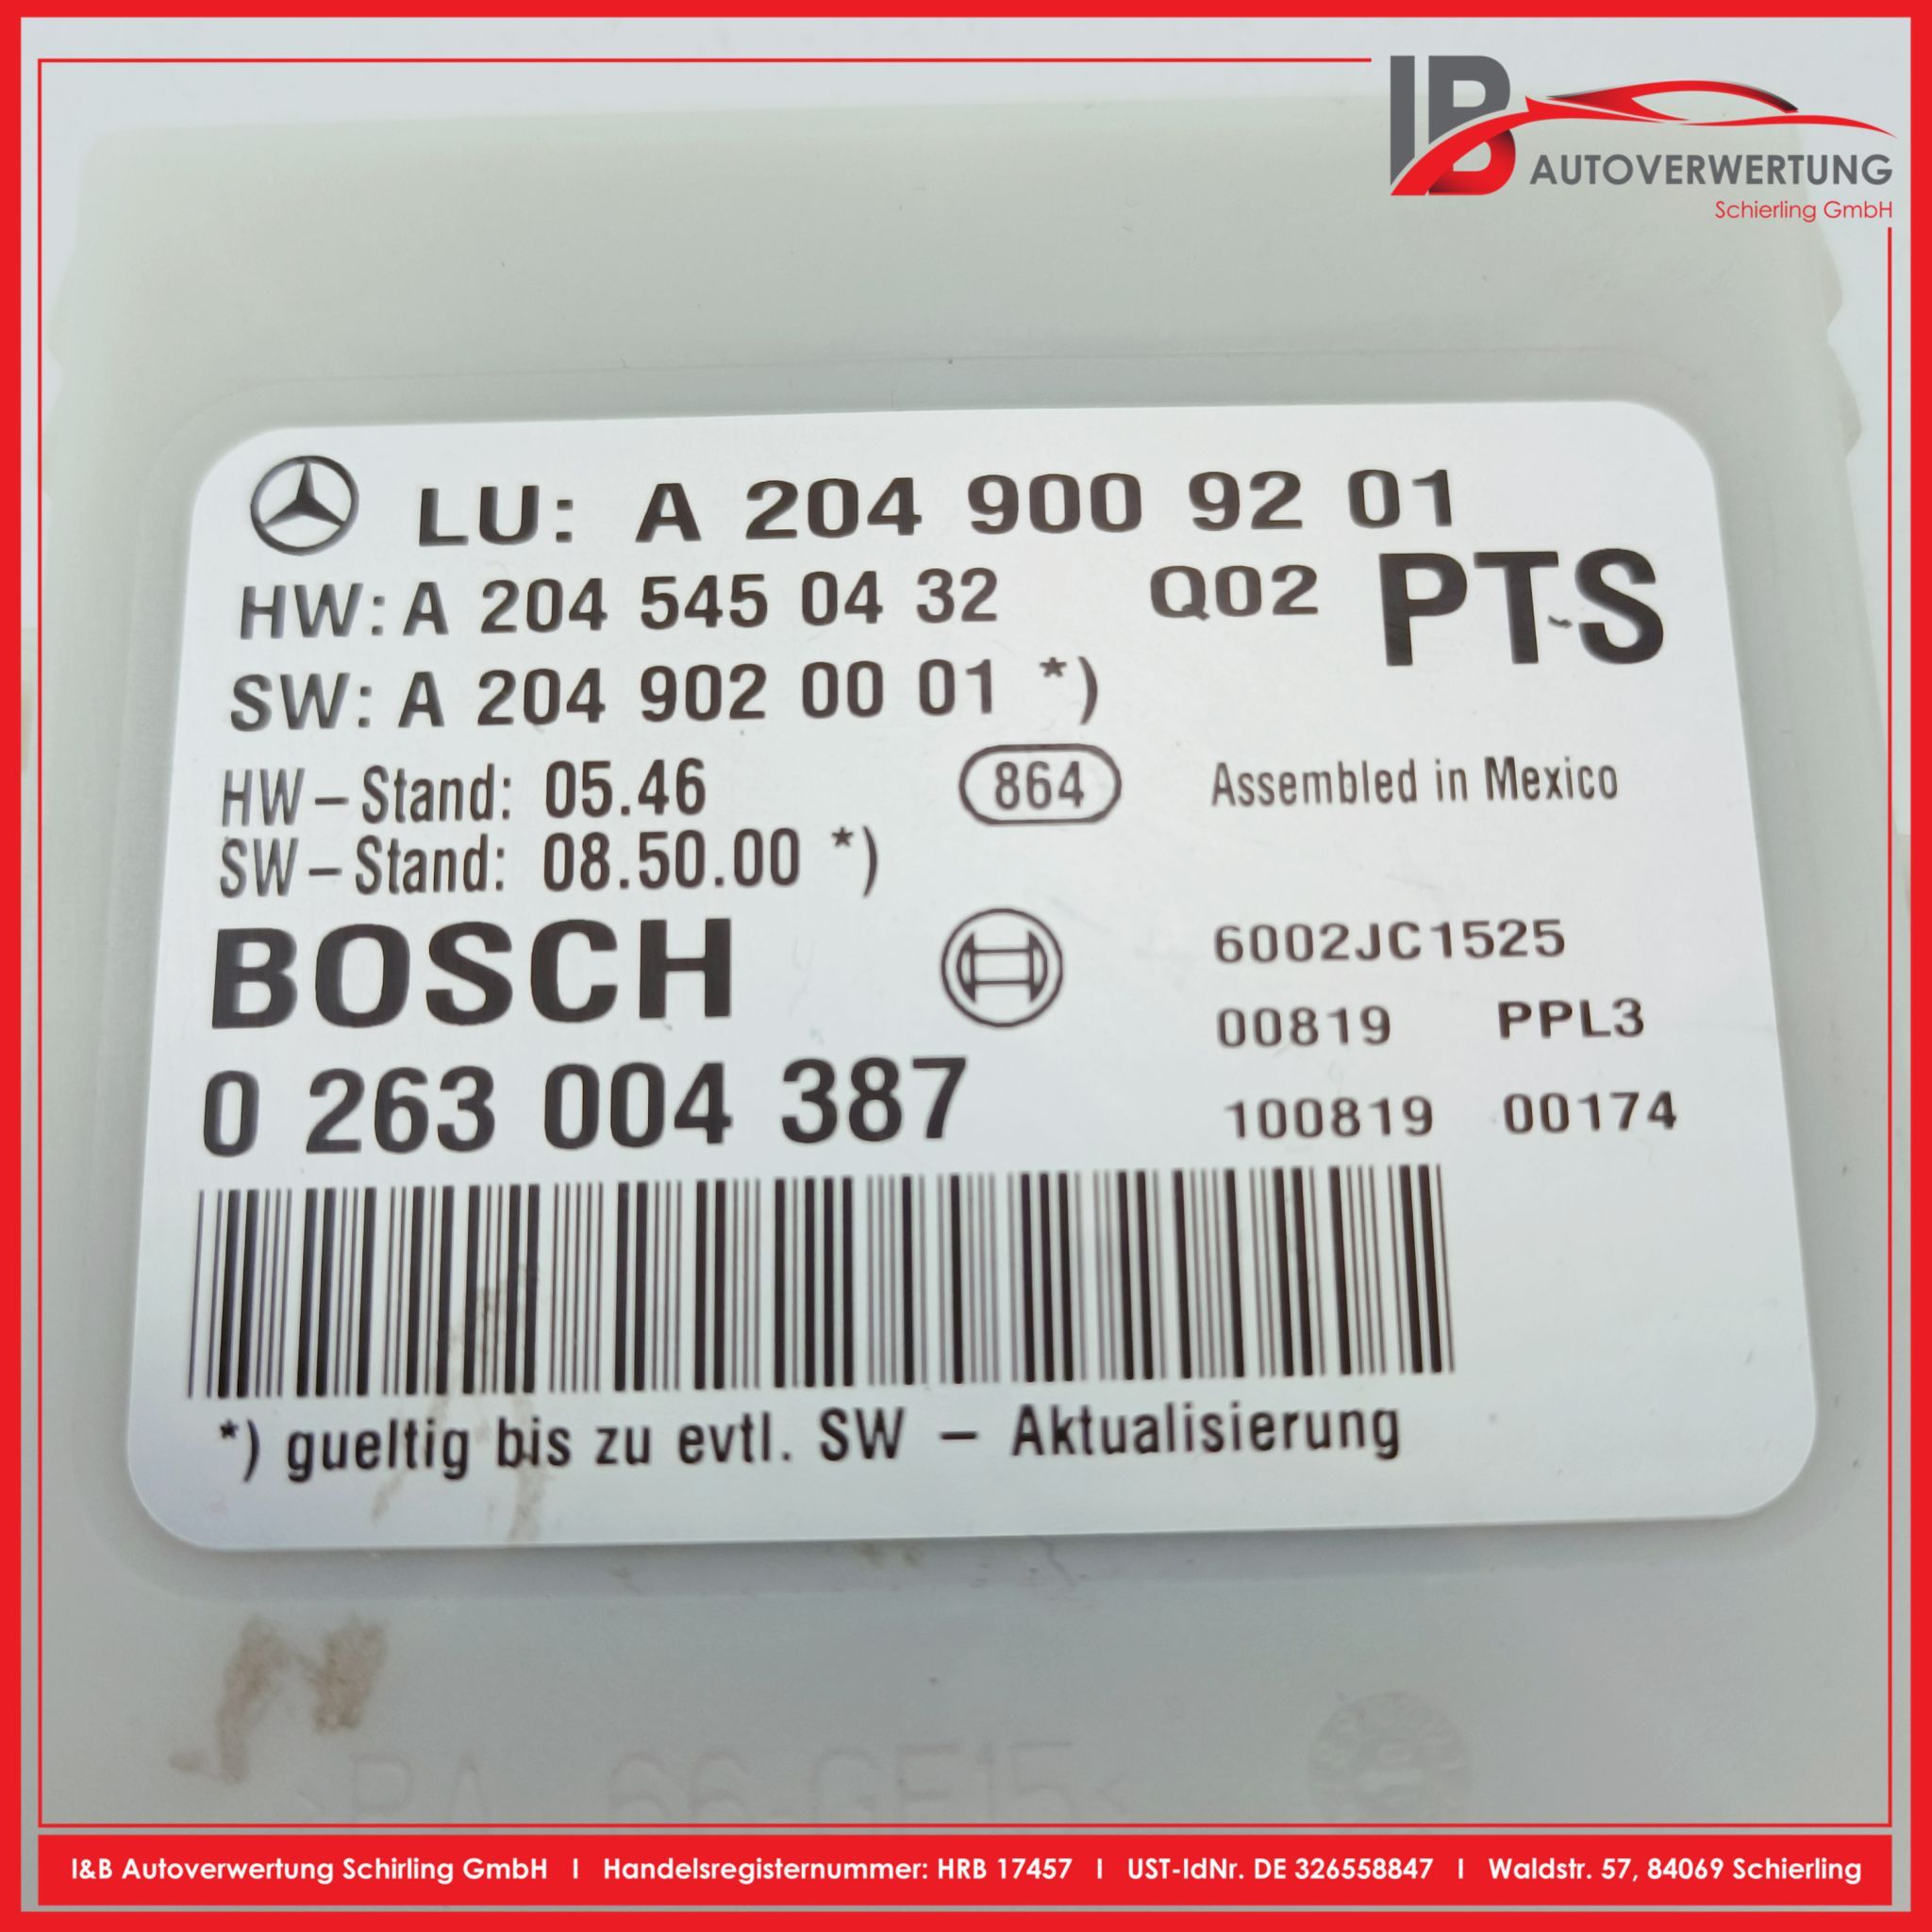 IB
AUTOVERWERTUNG
Schierling GmbH
LU: A 204 900 92 01
HW: A 204 545 04 32 Q02 PTS
SW: A 204 902 00 01 *)
HW-Stand: 05.46 864 Assembled in Mexico
SW-Stand: 08.50.00 *)
BOSCH 6002JC1525
00819 PPL3
0 263 004 387 100819 00174
*) gueltig bis zu evtl. SW - Aktualisierung
I&B Autoverwertung Schirling GmbH I Handelsregisternummer: HRB 17457 I UST-IdNr. DE 326558847 I Waldstr. 57, 84069 Schierling